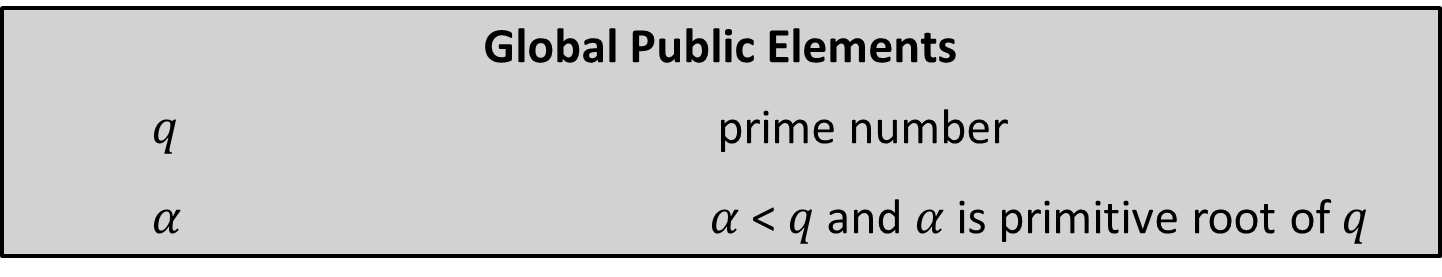 Global Public Elements
q prime number
α α < q and α is primitive root of q